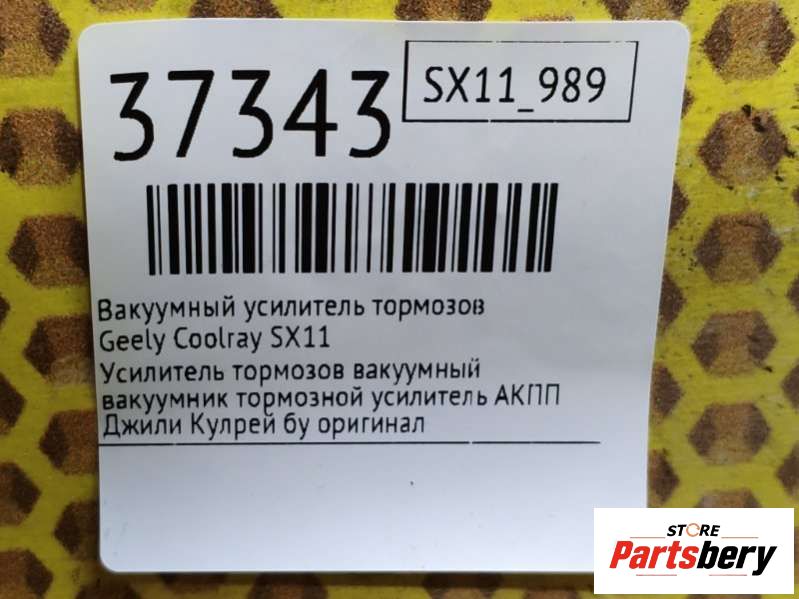 37343
SX11_989
Вакуумный усилитель тормозов
Geely Coolray SX11
Усилитель тормозов вакуумный
вакуумник тормозной усилитель АКПП
Джили Кулрей бу оригинал
STORE
Partsbery